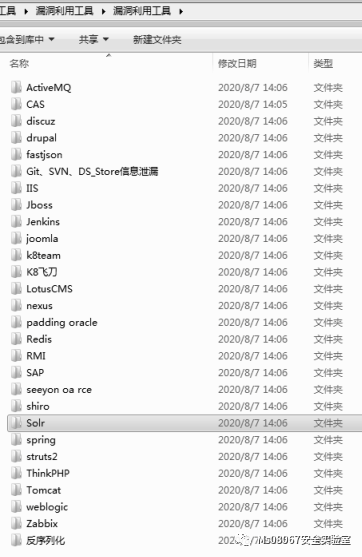 工具 ▸ 漏洞利用工具 ▸ 漏洞利用工具 ▸
包含到库中 ▾ 共享 ▾ 新建文件夹
名称 修改日期 类型
ActiveMQ 2020/8/7 14:06 文件夹
CAS 2020/8/7 14:05 文件夹
discuz 2020/8/7 14:06 文件夹
drupal 2020/8/7 14:06 文件夹
fastjson 2020/8/7 14:06 文件夹
Git、SVN、DS_Store信息泄漏 2020/8/7 14:06 文件夹
IIS 2020/8/7 14:06 文件夹
Jboss 2020/8/7 14:06 文件夹
Jenkins 2020/8/7 14:06 文件夹
joomla 2020/8/7 14:06 文件夹
k8team 2020/8/7 14:06 文件夹
K8飞刀 2020/8/7 14:06 文件夹
LotusCMS 2020/8/7 14:06 文件夹
nexus 2020/8/7 14:06 文件夹
padding oracle 2020/8/7 14:06 文件夹
Redis 2020/8/7 14:06 文件夹
RMI 2020/8/7 14:06 文件夹
SAP 2020/8/7 14:06 文件夹
seeyon oa rce 2020/8/7 14:06 文件夹
shiro 2020/8/7 14:06 文件夹
Solr 2020/8/7 14:06 文件夹
spring 2020/8/7 14:06 文件夹
struts2 2020/8/7 14:06 文件夹
ThinkPHP 2020/8/7 14:06 文件夹
Tomcat 2020/8/7 14:06 文件夹
weblogic 2020/8/7 14:06 文件夹
Zabbix 2020/8/7 14:06 文件夹
反序列化
Ms08067安全实验室